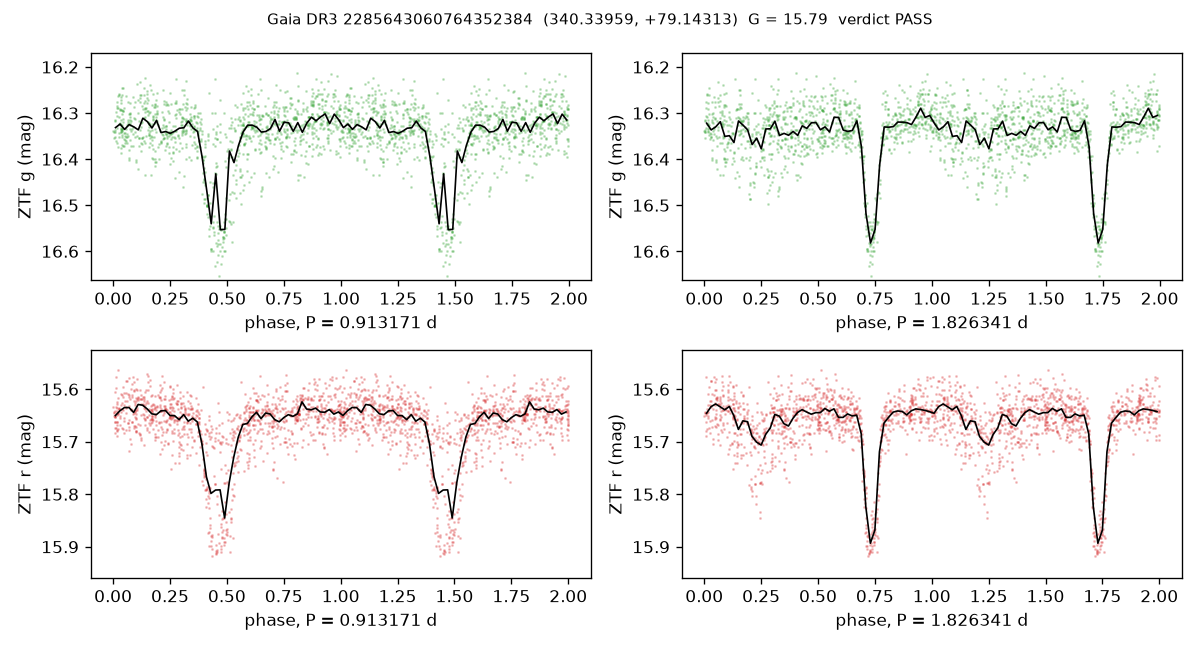 Gaia DR3 2285643060764352384 (340.33959, +79.14313) G = 15.79 verdict PASS
ZTF g (mag)
16.2
16.3
16.4
16.5
16.6
0.00 0.25 0.50 0.75 1.00 1.25 1.50 1.75 2.00
phase, P = 0.913171 d
ZTF g (mag)
16.2
16.3
16.4
16.5
16.6
0.00 0.25 0.50 0.75 1.00 1.25 1.50 1.75 2.00
phase, P = 1.826341 d
ZTF r (mag)
15.6
15.7
15.8
15.9
0.00 0.25 0.50 0.75 1.00 1.25 1.50 1.75 2.00
phase, P = 0.913171 d
ZTF r (mag)
15.6
15.7
15.8
15.9
0.00 0.25 0.50 0.75 1.00 1.25 1.50 1.75 2.00
phase, P = 1.826341 d